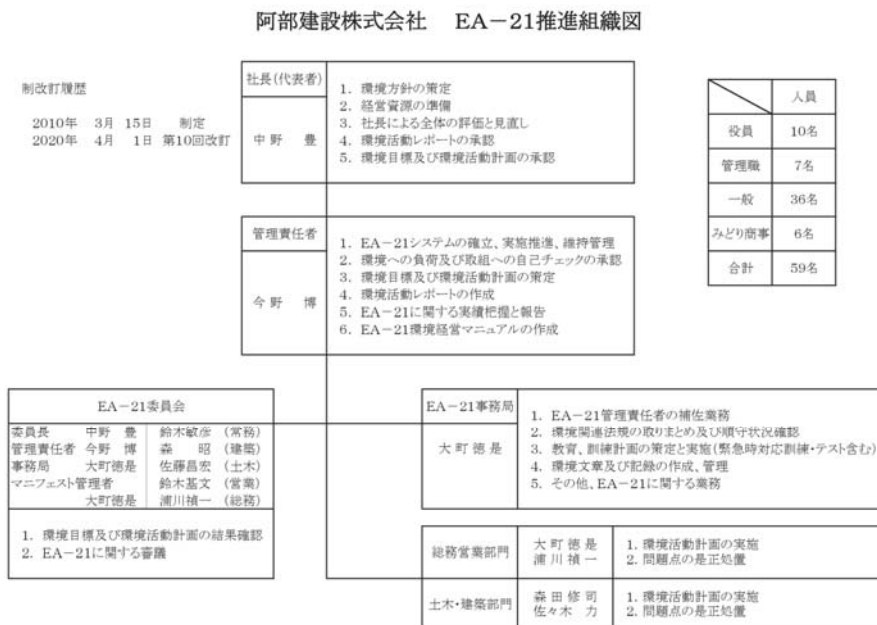 阿部建設株式会社　EA－21推進組織図
制改訂履歴
2010年　3月　15日　制定
2020年　4月　1日　第10回改訂
社長（代表者）
中野　豊
1. 環境方針の策定
2. 経営資源の準備
3. 社長による全体の評価と見直し
4. 環境活動レポートの承認
5. 環境目標及び環境活動計画の承認
人員
役員　10名
管理職　7名
一般　36名
みどり商事　6名
合計　59名
管理責任者
今野　博
1. EA－21システムの確立、実施推進、維持管理
2. 環境への負荷及び取組への自己チェックの承認
3. 環境目標及び環境活動計画の策定
4. 環境活動レポートの作成
5. EA－21に関する実績把握と報告
6. EA－21環境経営マニュアルの作成
EA－21委員会
委員長　中野　豊　鈴木敏彦（常務）
管理責任者　今野　博　森　昭（建築）
事務局　大町徳是　佐藤昌宏（土木）
マニフェスト管理者　鈴木基文（営業）
大町徳是　浦川禎一（総務）
1. 環境目標及び環境活動計画の結果確認
2. EA－21に関する審議
EA－21事務局
大町徳是
1. EA－21管理責任者の補佐業務
2. 環境関連法規の取りまとめ及び順守状況確認
3. 教育、訓練計画の策定と実施（緊急時対応訓練・テスト含む）
4. 環境文章及び記録の作成、管理
5. その他、EA－21に関する業務
総務営業部門
大町徳是
浦川禎一
1. 環境活動計画の実施
2. 問題点の是正処置
土木・建築部門
森田修司
佐々木　力
1. 環境活動計画の実施
2. 問題点の是正処置